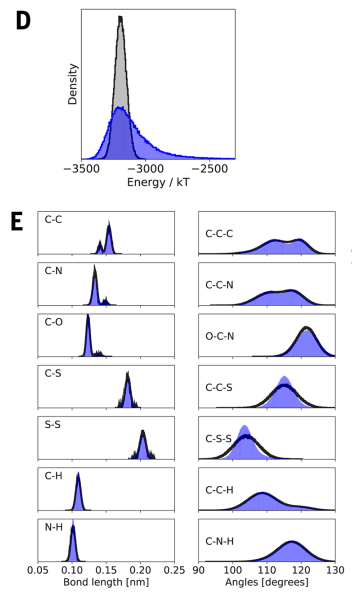 D
Density
−3500 −3000 −2500
Energy / kT
E
C-C
C-N
C-O
C-S
S-S
C-H
N-H
0.05 0.10 0.15 0.20 0.25
Bond length [nm]
C-C-C
C-C-N
O-C-N
C-C-S
C-S-S
C-C-H
C-N-H
90 100 110 120 130
Angles [degrees]